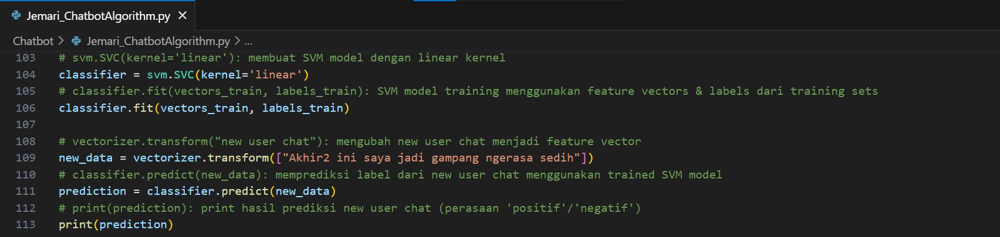 Jemari_ChatbotAlgorithm.py
Chatbot > Jemari_ChatbotAlgorithm.py > ...
103 # svm.SVC(kernel='linear'): membuat SVM model dengan linear kernel
104 classifier = svm.SVC(kernel='linear')
105 # classifier.fit(vectors_train, labels_train): SVM model training menggunakan feature vectors & labels dari training sets
106 classifier.fit(vectors_train, labels_train)
107
108 # vectorizer.transform("new user chat"): mengubah new user chat menjadi feature vector
109 new_data = vectorizer.transform(["Akhir2 ini saya jadi gampang ngerasa sedih"])
110 # classifier.predict(new_data): memprediksi label dari new user chat menggunakan trained SVM model
111 prediction = classifier.predict(new_data)
112 # print(prediction): print hasil prediksi new user chat (perasaan 'positif'/'negatif')
113 print(prediction)